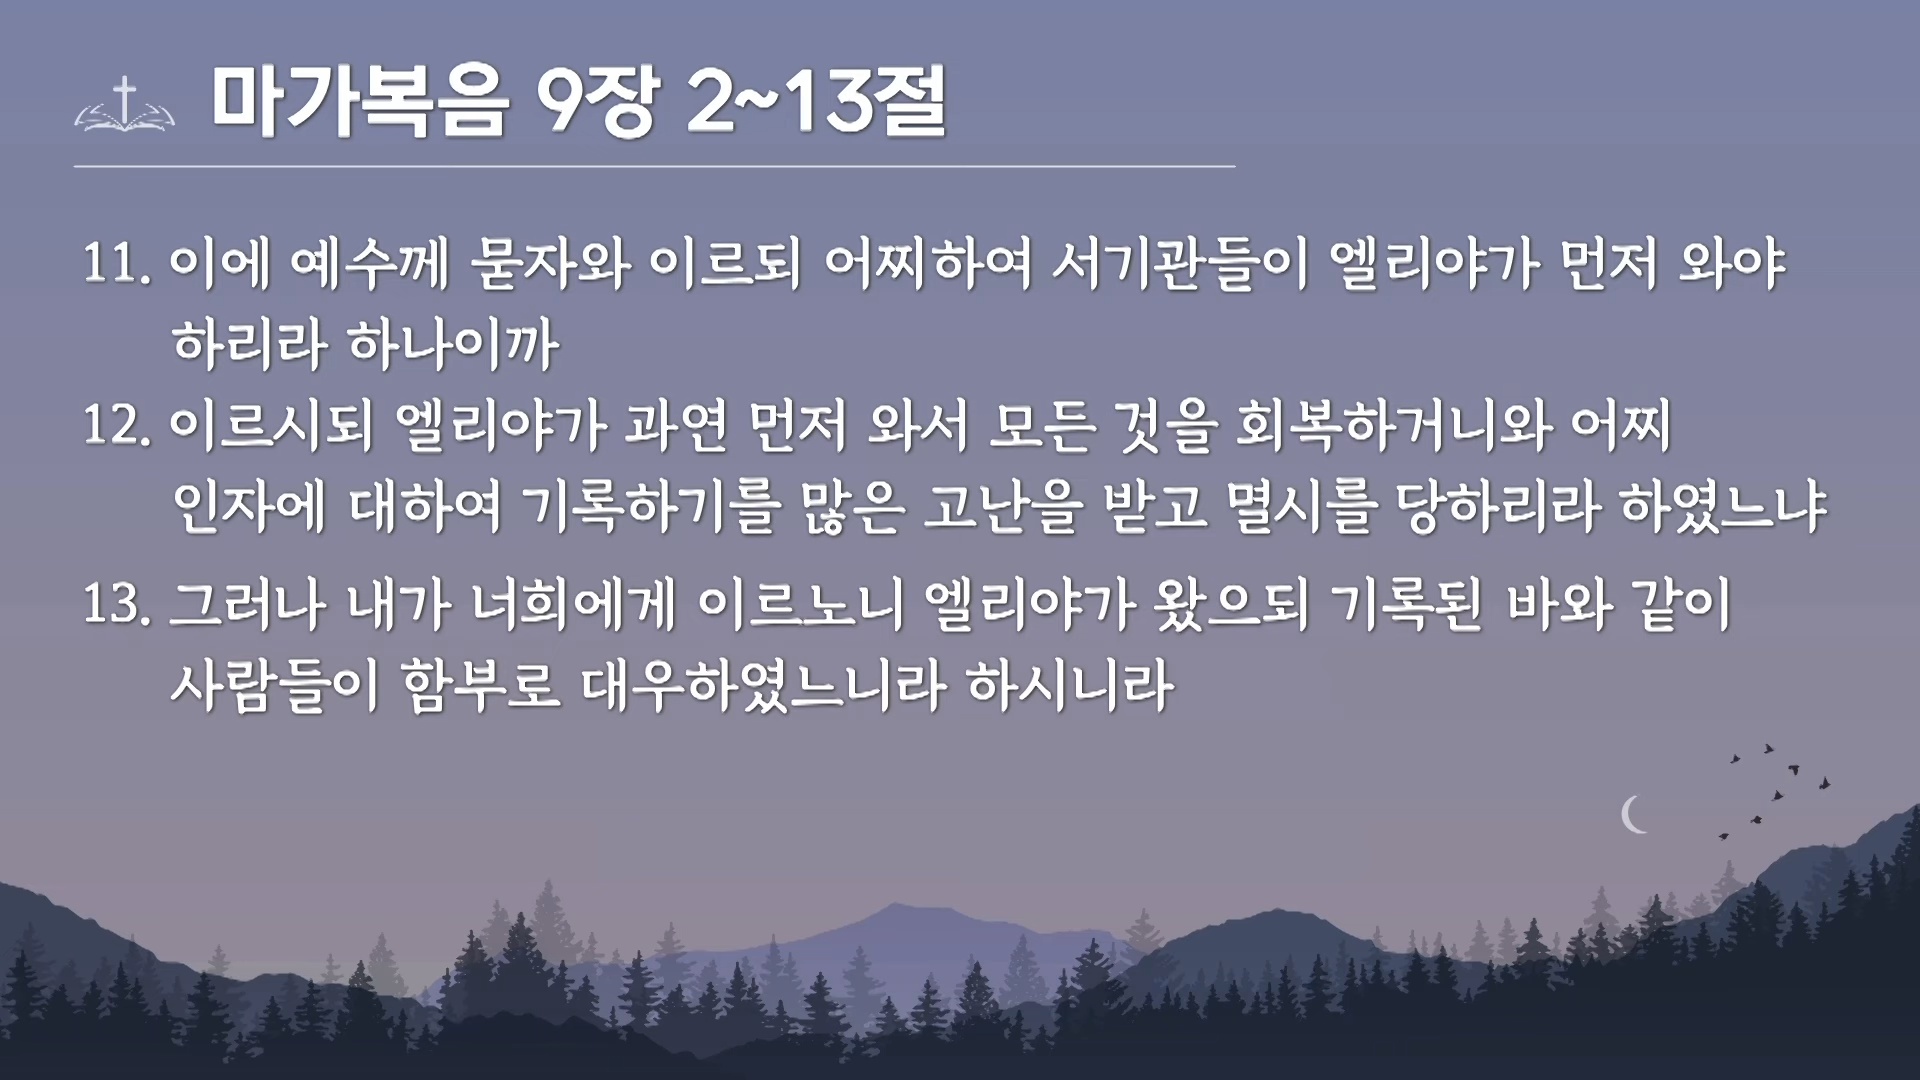 마가복음 9장 2~13절
11. 이에 예수께 묻자와 이르되 어찌하여 서기관들이 엘리야가 먼저 와야
하리라 하나이까
12. 이르시되 엘리야가 과연 먼저 와서 모든 것을 회복하거니와 어찌
인자에 대하여 기록하기를 많은 고난을 받고 멸시를 당하리라 하였느냐
13. 그러나 내가 너희에게 이르노니 엘리야가 왔으되 기록된 바와 같이
사람들이 함부로 대우하였느니라 하시니라